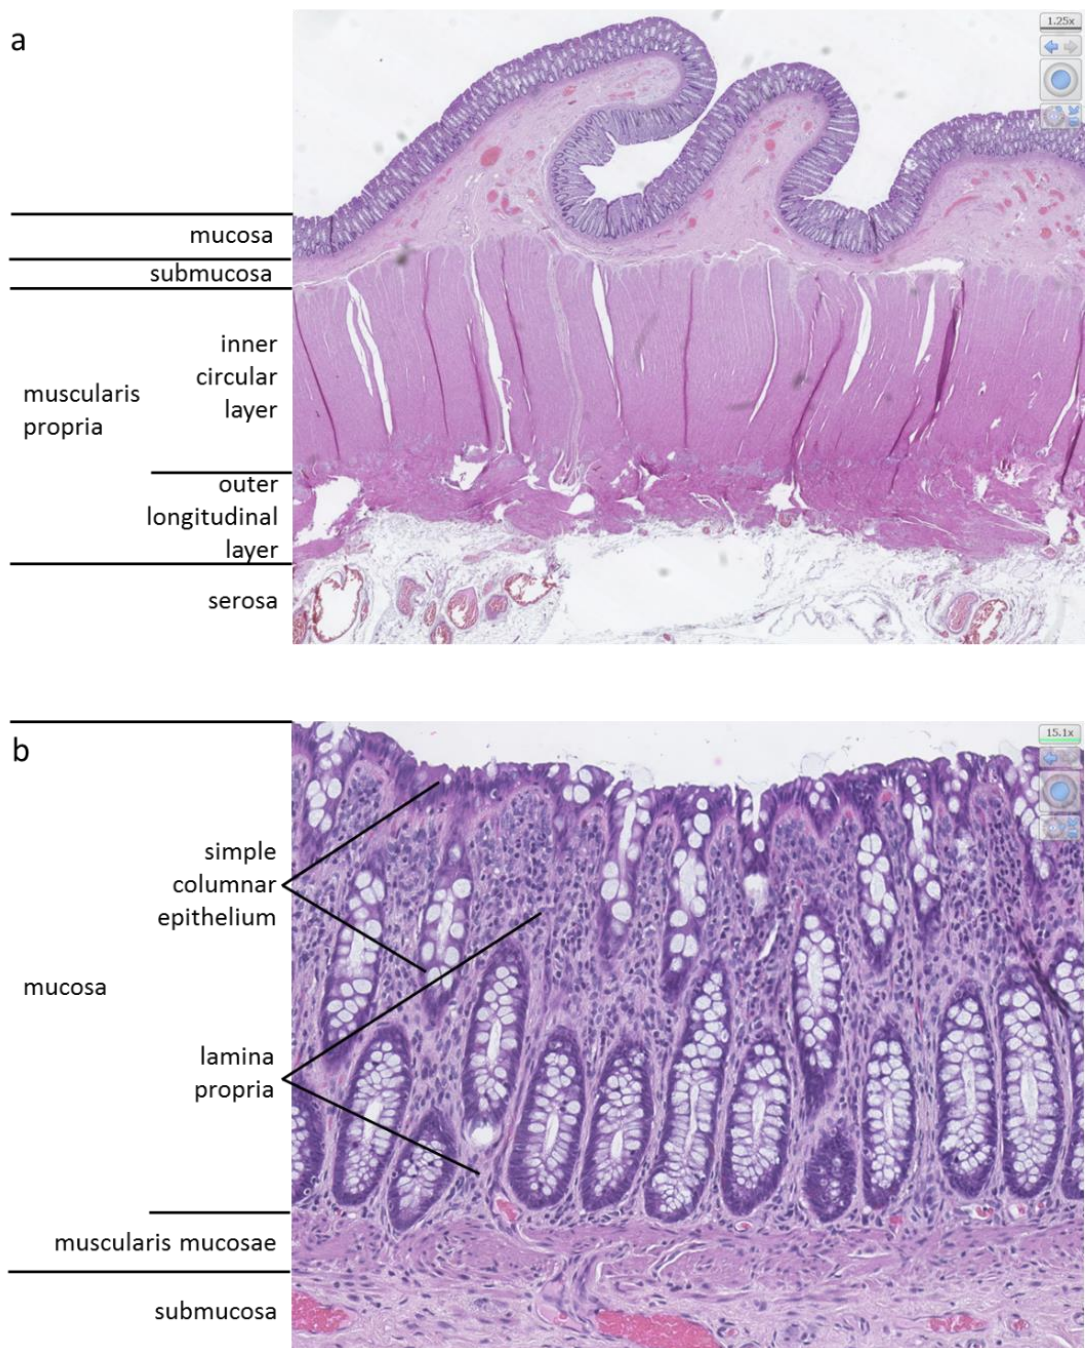 a
1.25x
mucosa
submucosa
inner
circular
layer
muscularis
propria
outer
longitudinal
layer
serosa
b
15.1x
simple
columnar
epithelium
mucosa
lamina
propria
muscularis mucosae
submucosa